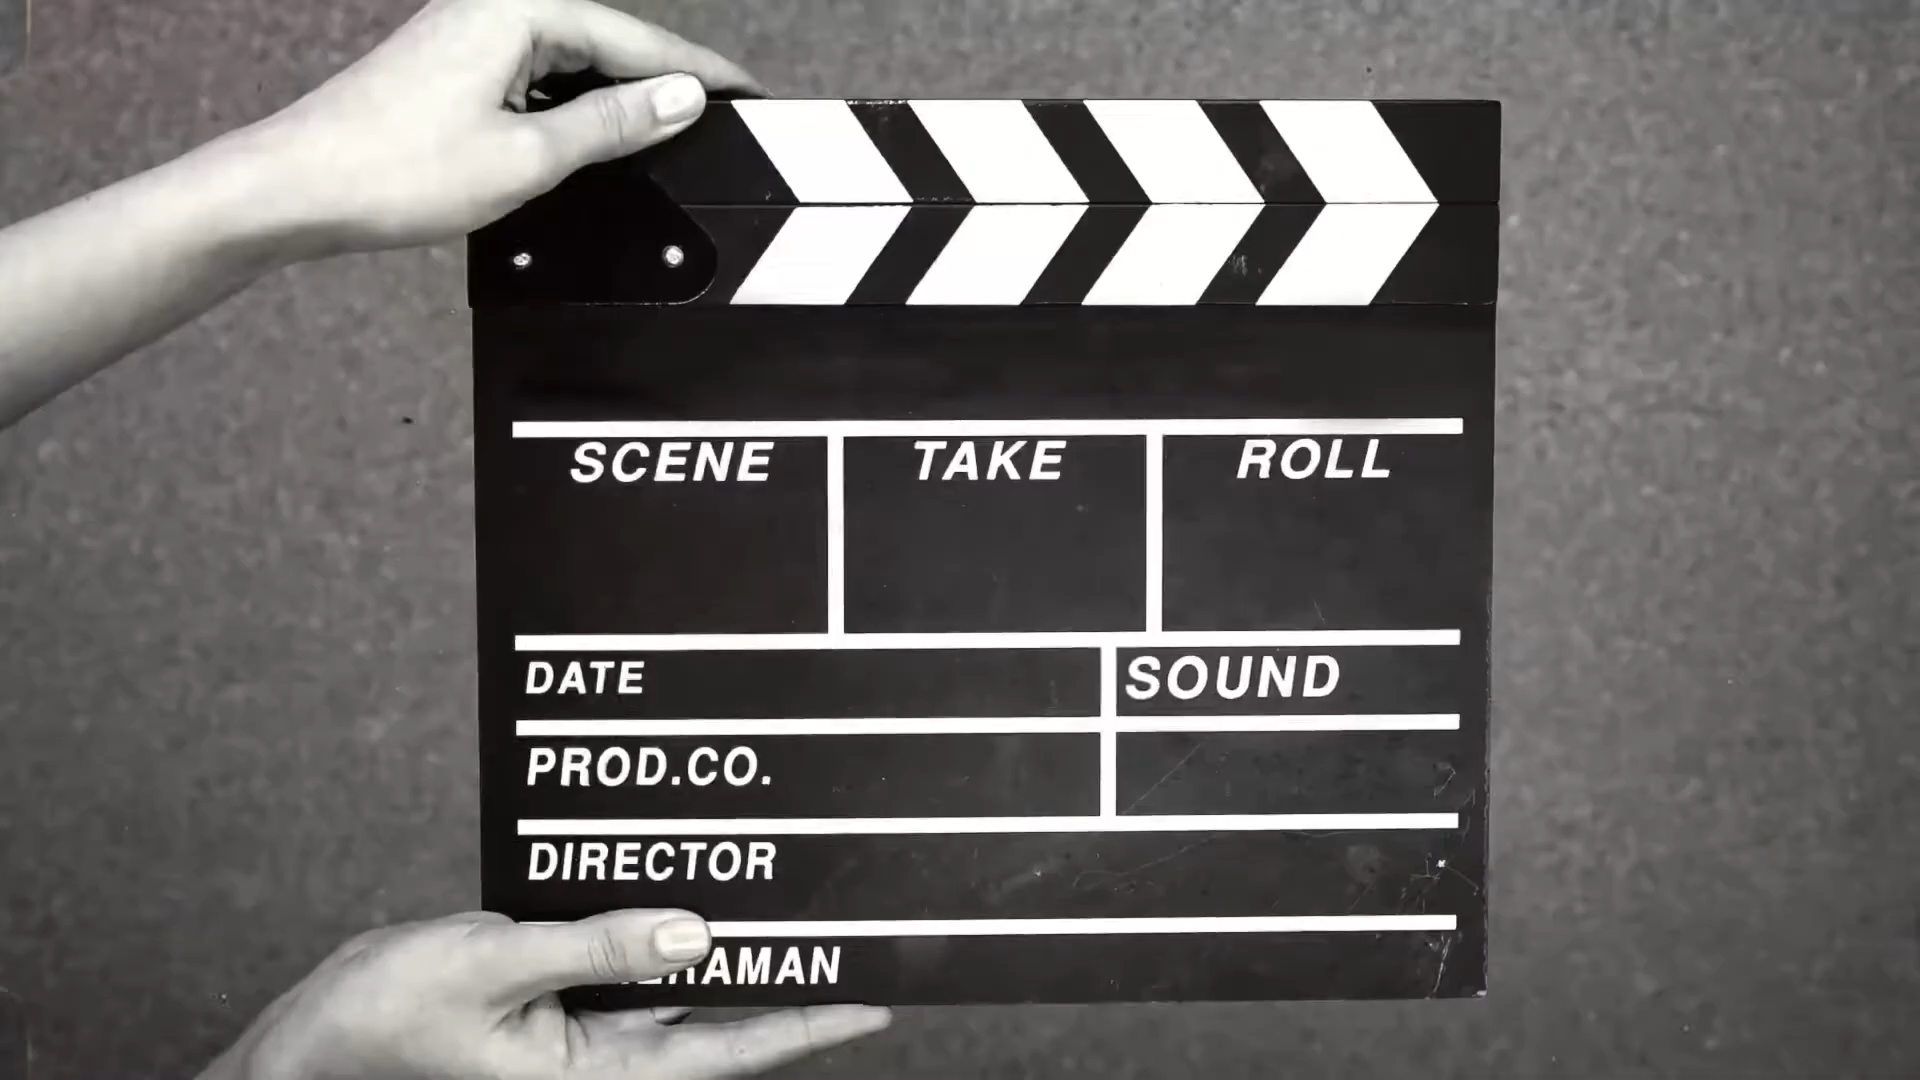 SCENE TAKE ROLL
DATE SOUND
PROD.CO.
DIRECTOR